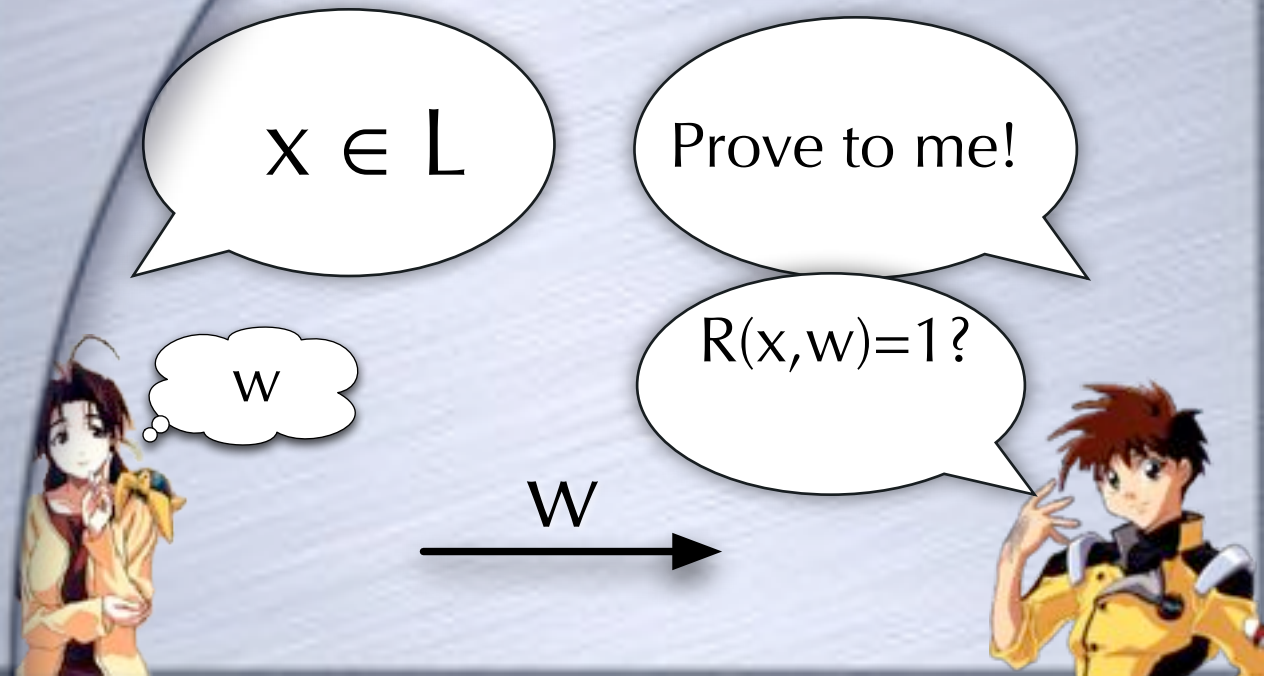 x ∈ L
Prove to me!
w
R(x,w)=1?
w